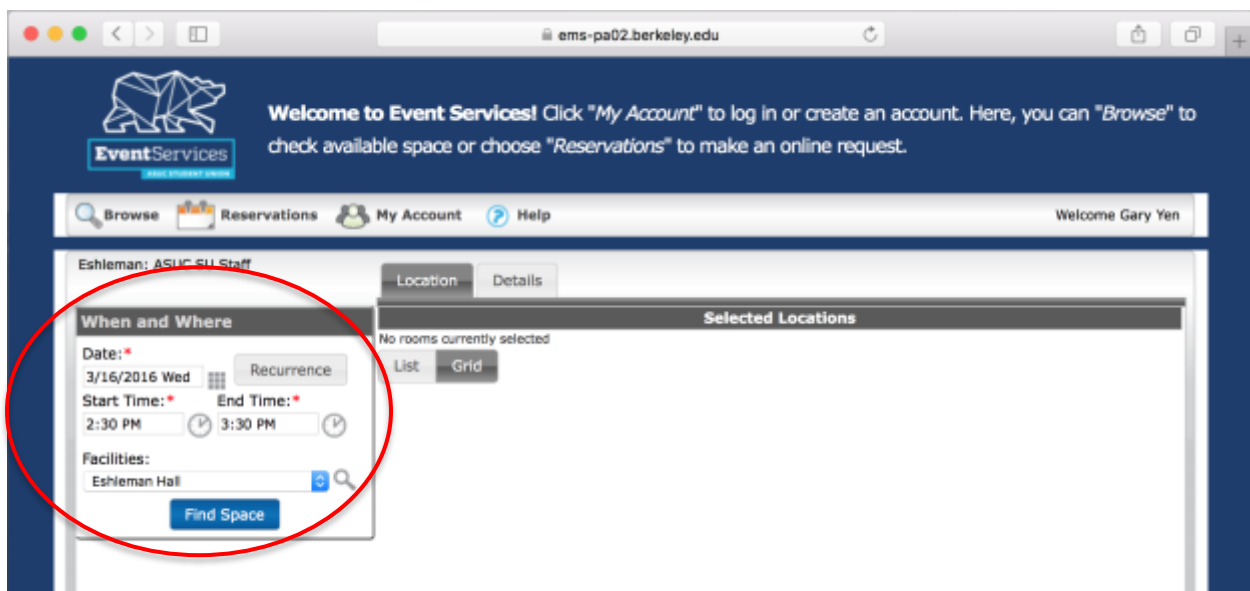 ems-pa02.berkeley.edu
EventServices
ASUC STUDENT UNION
Welcome to Event Services! Click "My Account" to log in or create an account. Here, you can "Browse" to
check available space or choose "Reservations" to make an online request.
Browse Reservations My Account Help Welcome Gary Yen
Eshleman: ASUC SU Staff
Location Details
When and Where
Selected Locations
No rooms currently selected
List Grid
Date:*
3/16/2016 Wed Recurrence
Start Time:* End Time:*
2:30 PM 3:30 PM
Facilities:
Eshleman Hall
Find Space